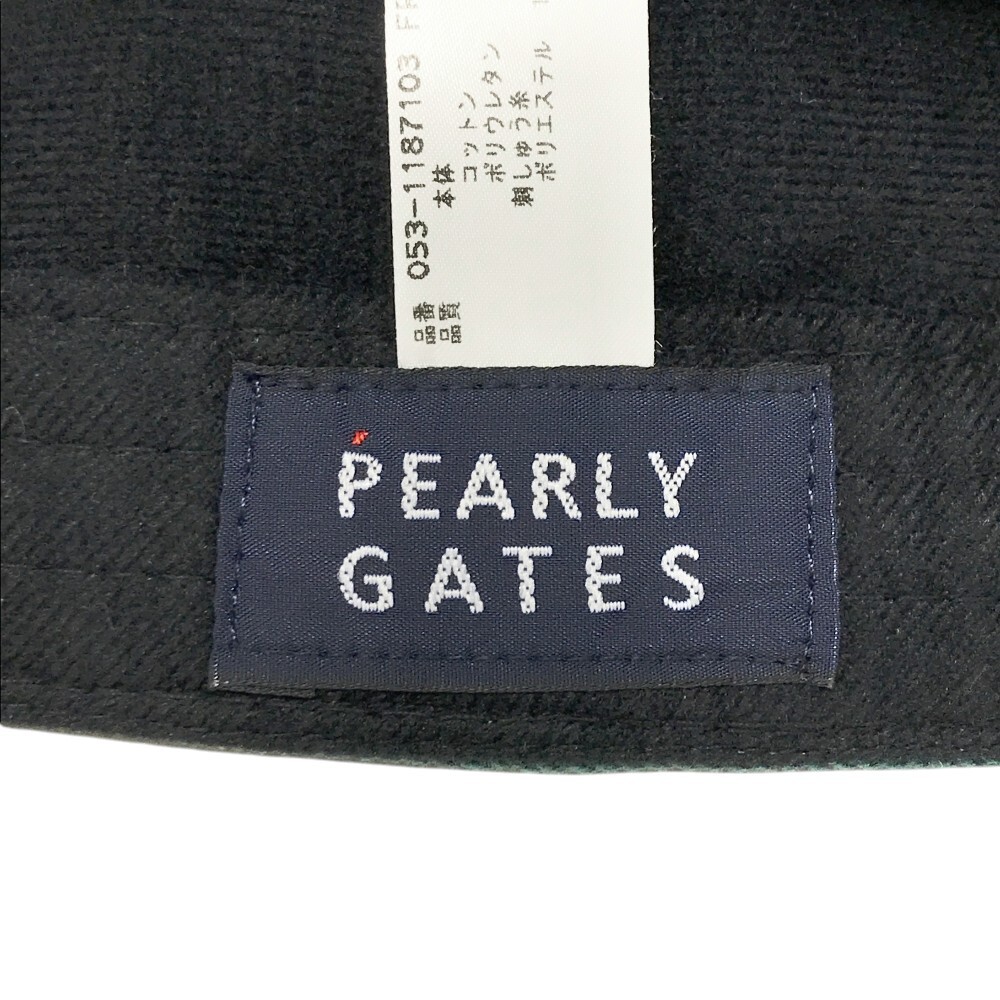 品番 053-1187103 FR
品質 本体
コットン
ポリウレタン
刺しゅう糸
ポリエステル
PEARLY
GATES